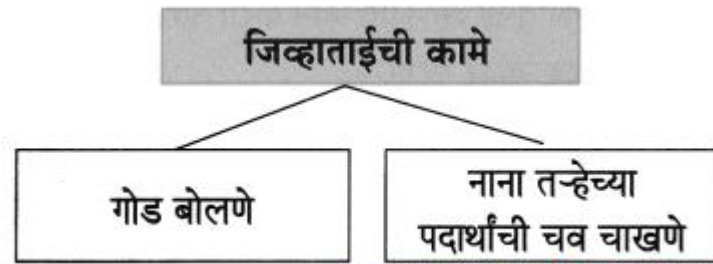 जिव्हाताईची कामे
गोड बोलणे
नाना तऱ्हेच्या
पदार्थांची चव चाखणे